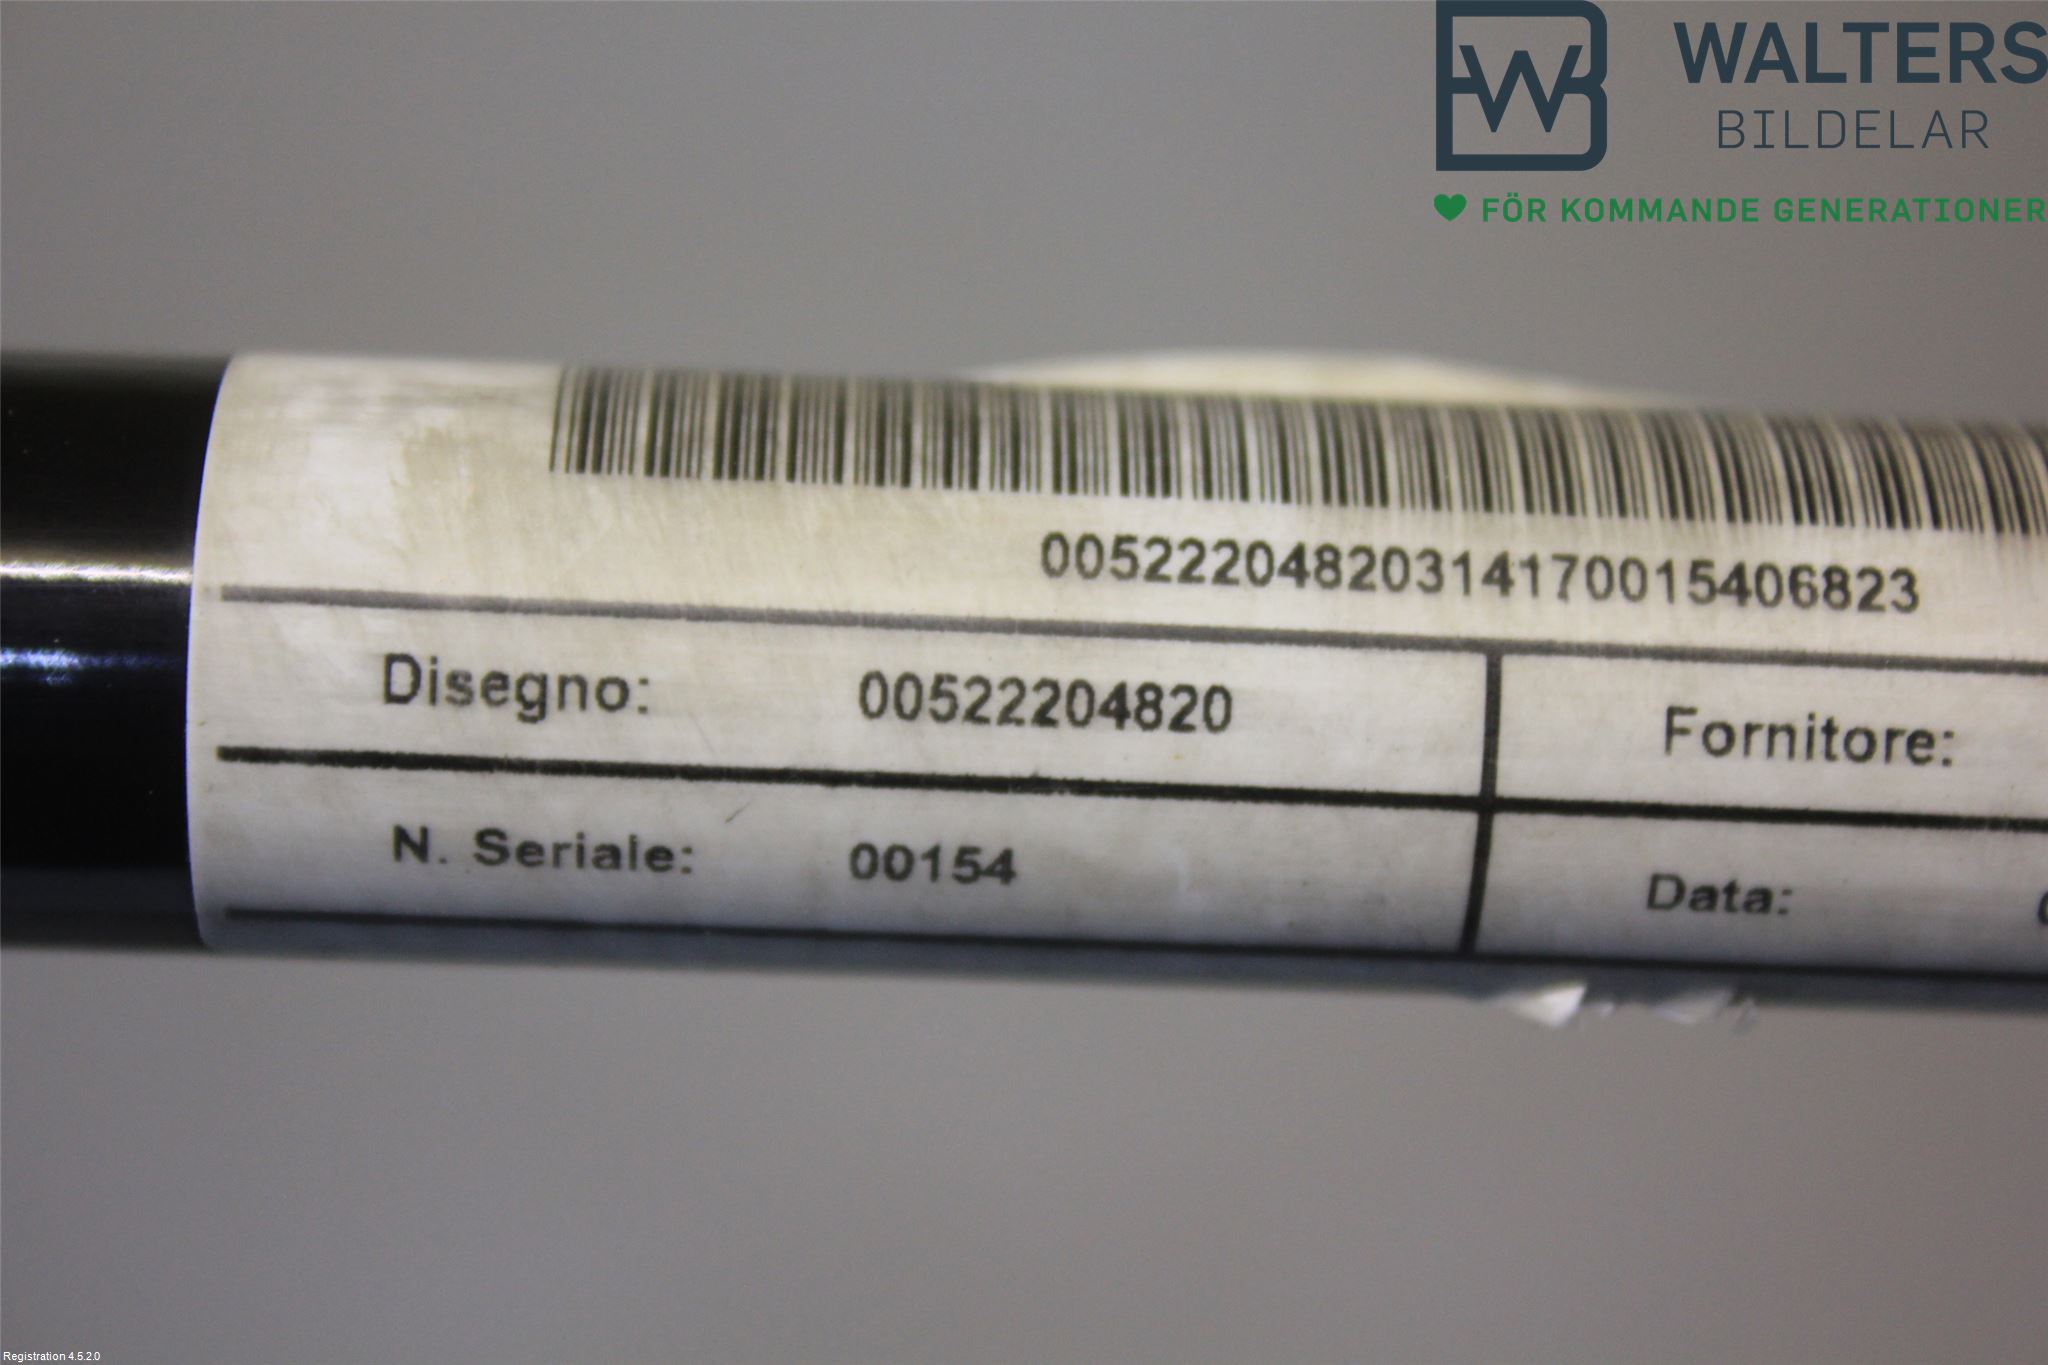 WALTERS
BILDELAR
FÖR KOMMANDE GENERATIONER
00522204820314170015406823
Disegno: 00522204820 Fornitore:
N. Seriale: 00154 Data:
Registration 4.5.2.0